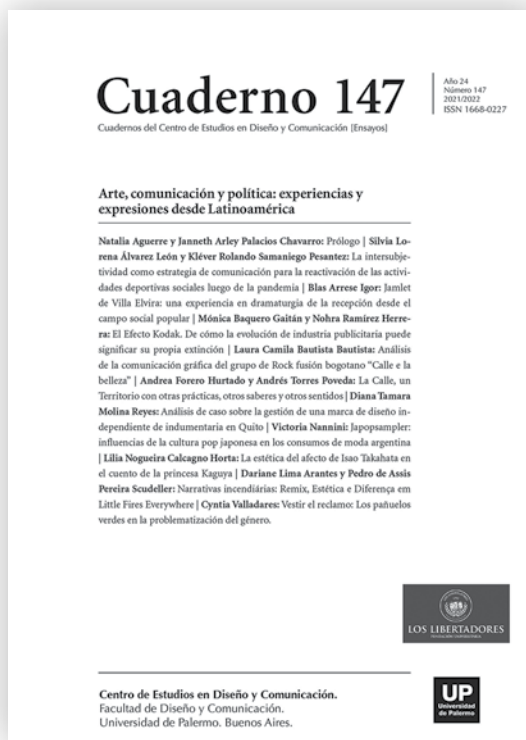 Cuaderno 147
Año 24
Número 147
2021/2022
ISSN 1668-0227
Cuadernos del Centro de Estudios en Diseño y Comunicación [Ensayos]
Arte, comunicación y política: experiencias y
expresiones desde Latinoamérica
Natalia Aguerre y Janneth Arley Palacios Chavarro: Prólogo | Silvia Lo-
rena Álvarez León y Kléver Rolando Samaniego Pesantez: La intersubje-
tividad como estrategia de comunicación para la reactivación de las activi-
dades deportivas sociales luego de la pandemia | Blas Arrese Igor: Jamlet
de Villa Elvira: una experiencia en dramaturgia de la recepción desde el
campo social popular | Mónica Baquero Gaitán y Nohra Ramírez Herre-
ra: El Efecto Kodak. De cómo la evolución de industria publicitaria puede
significar su propia extinción | Laura Camila Bautista Bautista: Análisis
de la comunicación gráfica del grupo de Rock fusión bogotano "Calle e la
belleza" | Andrea Forero Hurtado y Andrés Torres Poveda: La Calle, un
Territorio con otras prácticas, otros saberes y otros sentidos | Diana Tamara
Molina Reyes: Análisis de caso sobre la gestión de una marca de diseño in-
dependiente de indumentaria en Quito | Victoria Nannini: Japopsampler:
influencias de la cultura pop japonesa en los consumos de moda argentina
| Lilia Nogueira Calcagno Horta: La estética del afecto de Isao Takahata en
el cuento de la princesa Kaguya | Dariane Lima Arantes y Pedro de Assis
Pereira Scudeller: Narrativas incendiárias: Remix, Estética e Diferença em
Little Fires Everywhere | Cyntia Valladares: Vestir el reclamo: Los pañuelos
verdes en la problematización del género.
LOS LIBERTADORES
FUNDACIÓN UNIVERSITARIA
Centro de Estudios en Diseño y Comunicación.
Facultad de Diseño y Comunicación.
Universidad de Palermo. Buenos Aires.
UP
Universidad
de Palermo